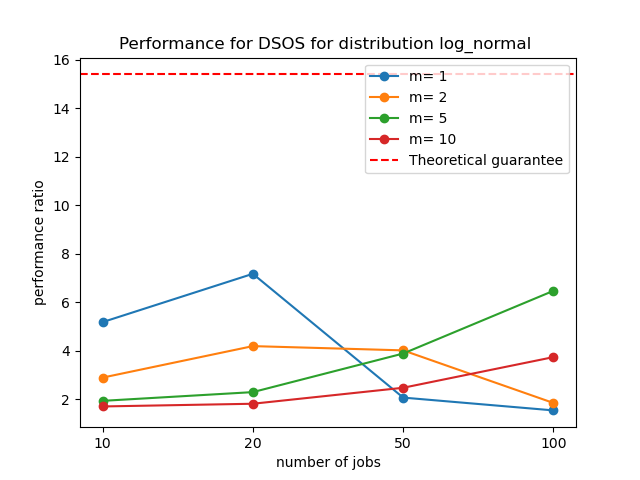 Performance for DSOS for distribution log_normal
16
14
12
10
8
6
4
2
performance ratio
m= 1
m= 2
m= 5
m= 10
Theoretical guarantee
10
20
50
100
number of jobs